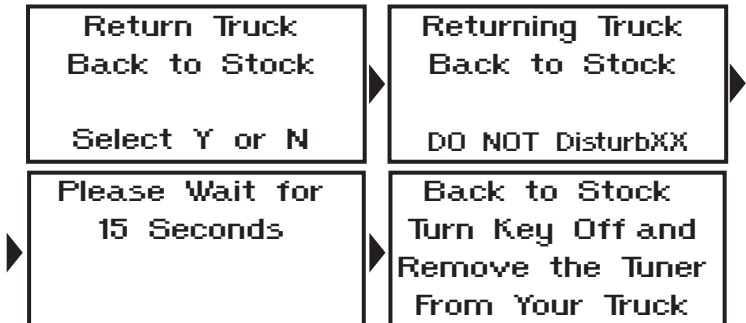 Return Truck
Back to Stock
Select Y or N
Returning Truck
Back to Stock
DO NOT DisturbXX
Please Wait for
15 Seconds
Back to Stock
Turn Key Off and
Remove the Tuner
From Your Truck